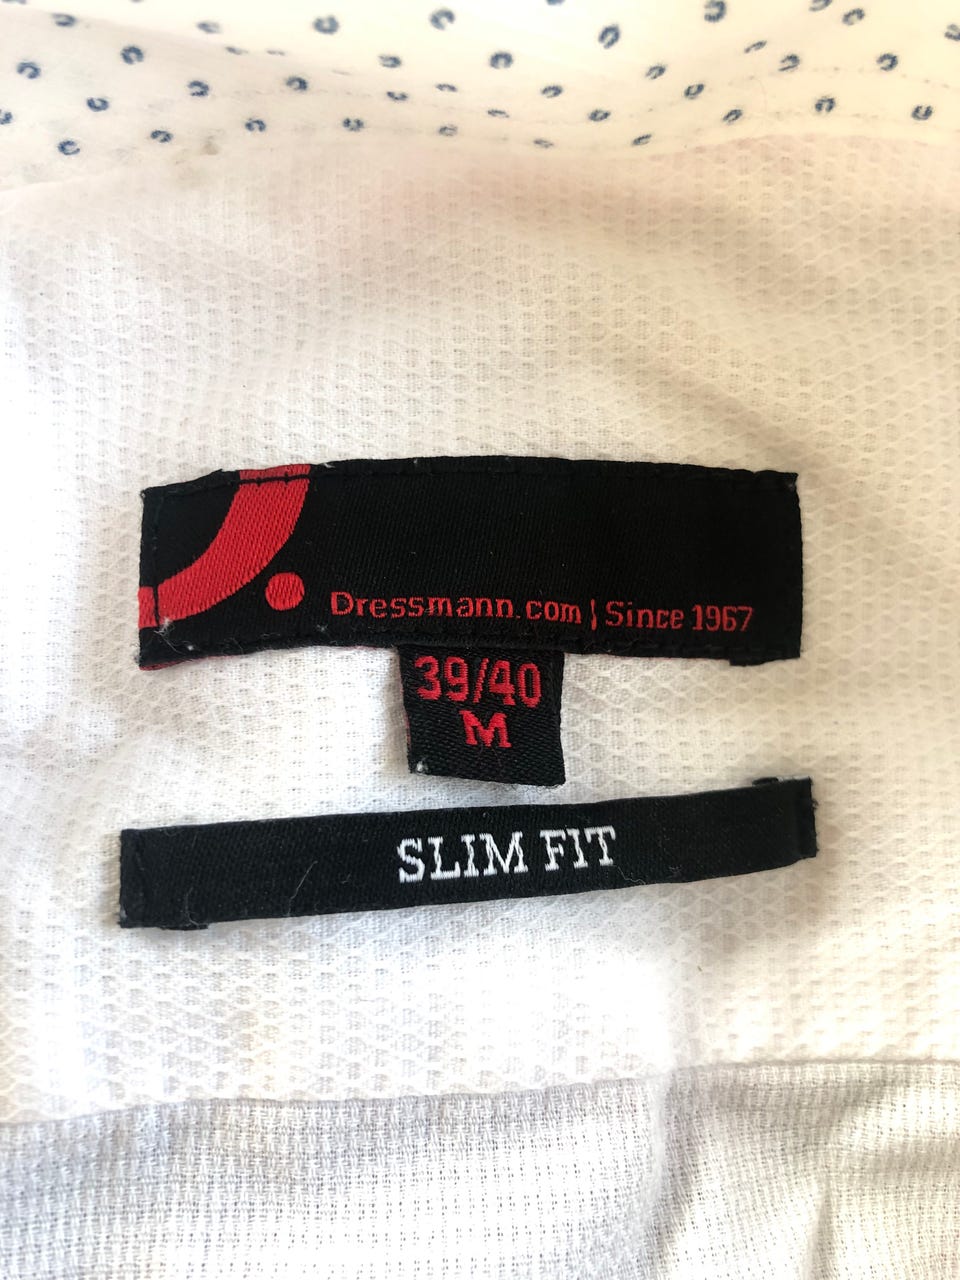 Dressmann.com | Since 1967
39/40
M
SLIM FIT